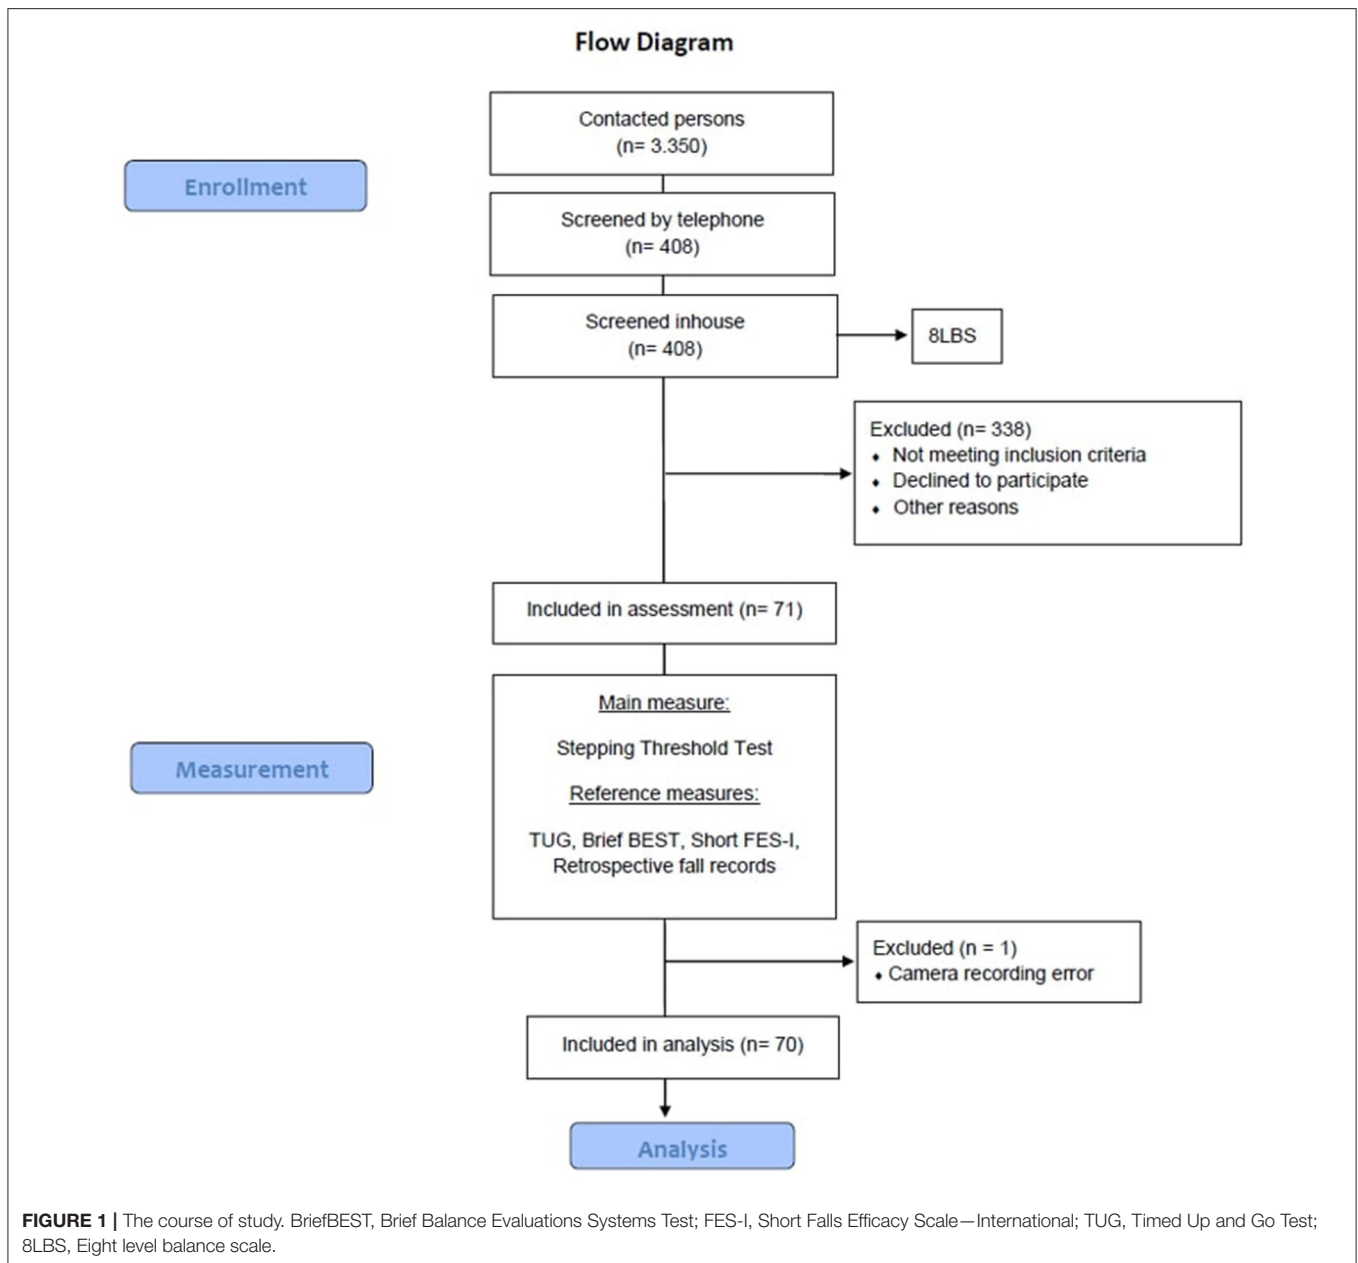 Flow Diagram
Contacted persons
(n= 3.350)
Enrollment
Screened by telephone
(n= 408)
Screened inhouse
(n= 408)
8LBS
Excluded (n= 338)
⬧ Not meeting inclusion criteria
⬧ Declined to participate
⬧ Other reasons
Included in assessment (n= 71)
Main measure:
Stepping Threshold Test
Measurement
Reference measures:
TUG, Brief BEST, Short FES-I,
Retrospective fall records
Excluded (n = 1)
⬧ Camera recording error
Included in analysis (n= 70)
Analysis
FIGURE 1 | The course of study. BriefBEST, Brief Balance Evaluations Systems Test; FES-I, Short Falls Efficacy Scale—International; TUG, Timed Up and Go Test;
8LBS, Eight level balance scale.